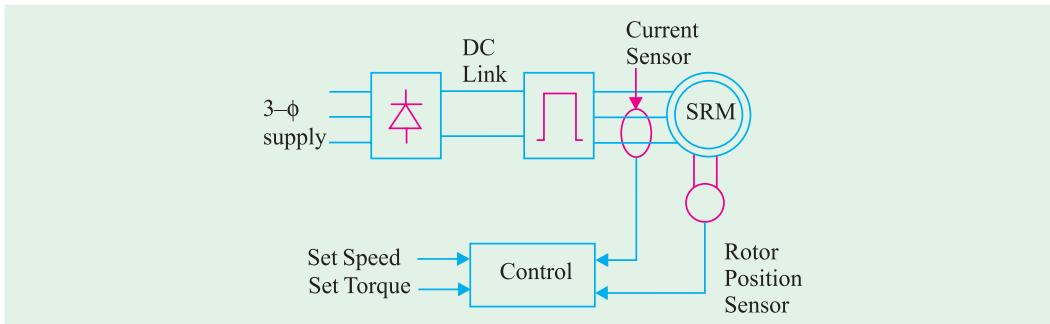 Current
Sensor
DC
Link
3–ϕ
supply
SRM
Set Speed
Set Torque
Control
Rotor
Position
Sensor